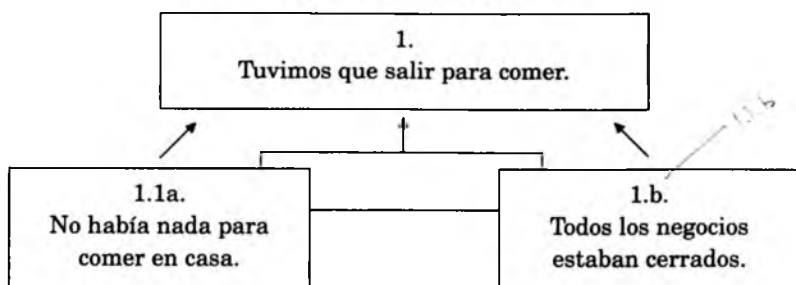 1.
Tuvimos que salir para comer.
1.1a.
No había nada para
comer en casa.
1.b.
Todos los negocios
estaban cerrados.